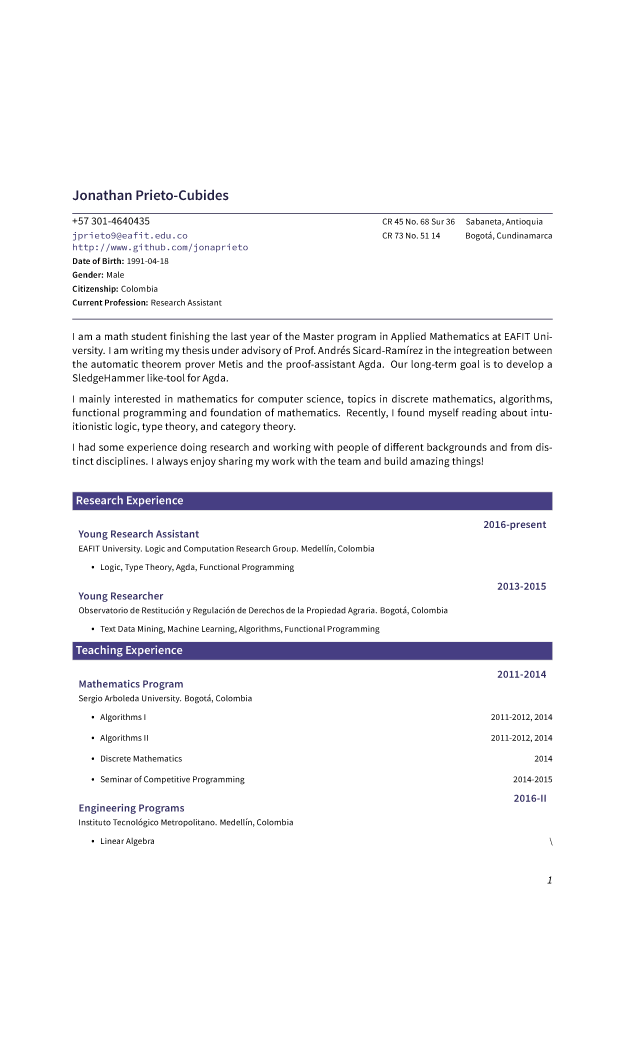 Jonathan Prieto-Cubides
+57 301-4640435
CR 45 No. 68 Sur 36 Sabaneta, Antioquia
jprieto9@eafit.edu.co
CR 73 No. 51 14 Bogotá, Cundinamarca
http://www.github.com/jonaprieto
Date of Birth: 1991-04-18
Gender: Male
Citizenship: Colombia
Current Profession: Research Assistant
I am a math student finishing the last year of the Master program in Applied Mathematics at EAFIT Uni-
versity. I am writing my thesis under advisory of Prof. Andrés Sicard-Ramírez in the integreation between
the automatic theorem prover Metis and the proof-assistant Agda. Our long-term goal is to develop a
SledgeHammer like-tool for Agda.
I mainly interested in mathematics for computer science, topics in discrete mathematics, algorithms,
functional programming and foundation of mathematics. Recently, I found myself reading about intu-
itionistic logic, type theory, and category theory.
I had some experience doing research and working with people of different backgrounds and from dis-
tinct disciplines. I always enjoy sharing my work with the team and build amazing things!
Research Experience
2016-present
Young Research Assistant
EAFIT University. Logic and Computation Research Group. Medellín, Colombia
• Logic, Type Theory, Agda, Functional Programming
2013-2015
Young Researcher
Observatorio de Restitución y Regulación de Derechos de la Propiedad Agraria. Bogotá, Colombia
• Text Data Mining, Machine Learning, Algorithms, Functional Programming
Teaching Experience
2011-2014
Mathematics Program
Sergio Arboleda University. Bogotá, Colombia
• Algorithms I 2011-2012, 2014
• Algorithms II 2011-2012, 2014
• Discrete Mathematics 2014
• Seminar of Competitive Programming 2014-2015
2016-II
Engineering Programs
Instituto Tecnológico Metropolitano. Medellín, Colombia
• Linear Algebra \
1